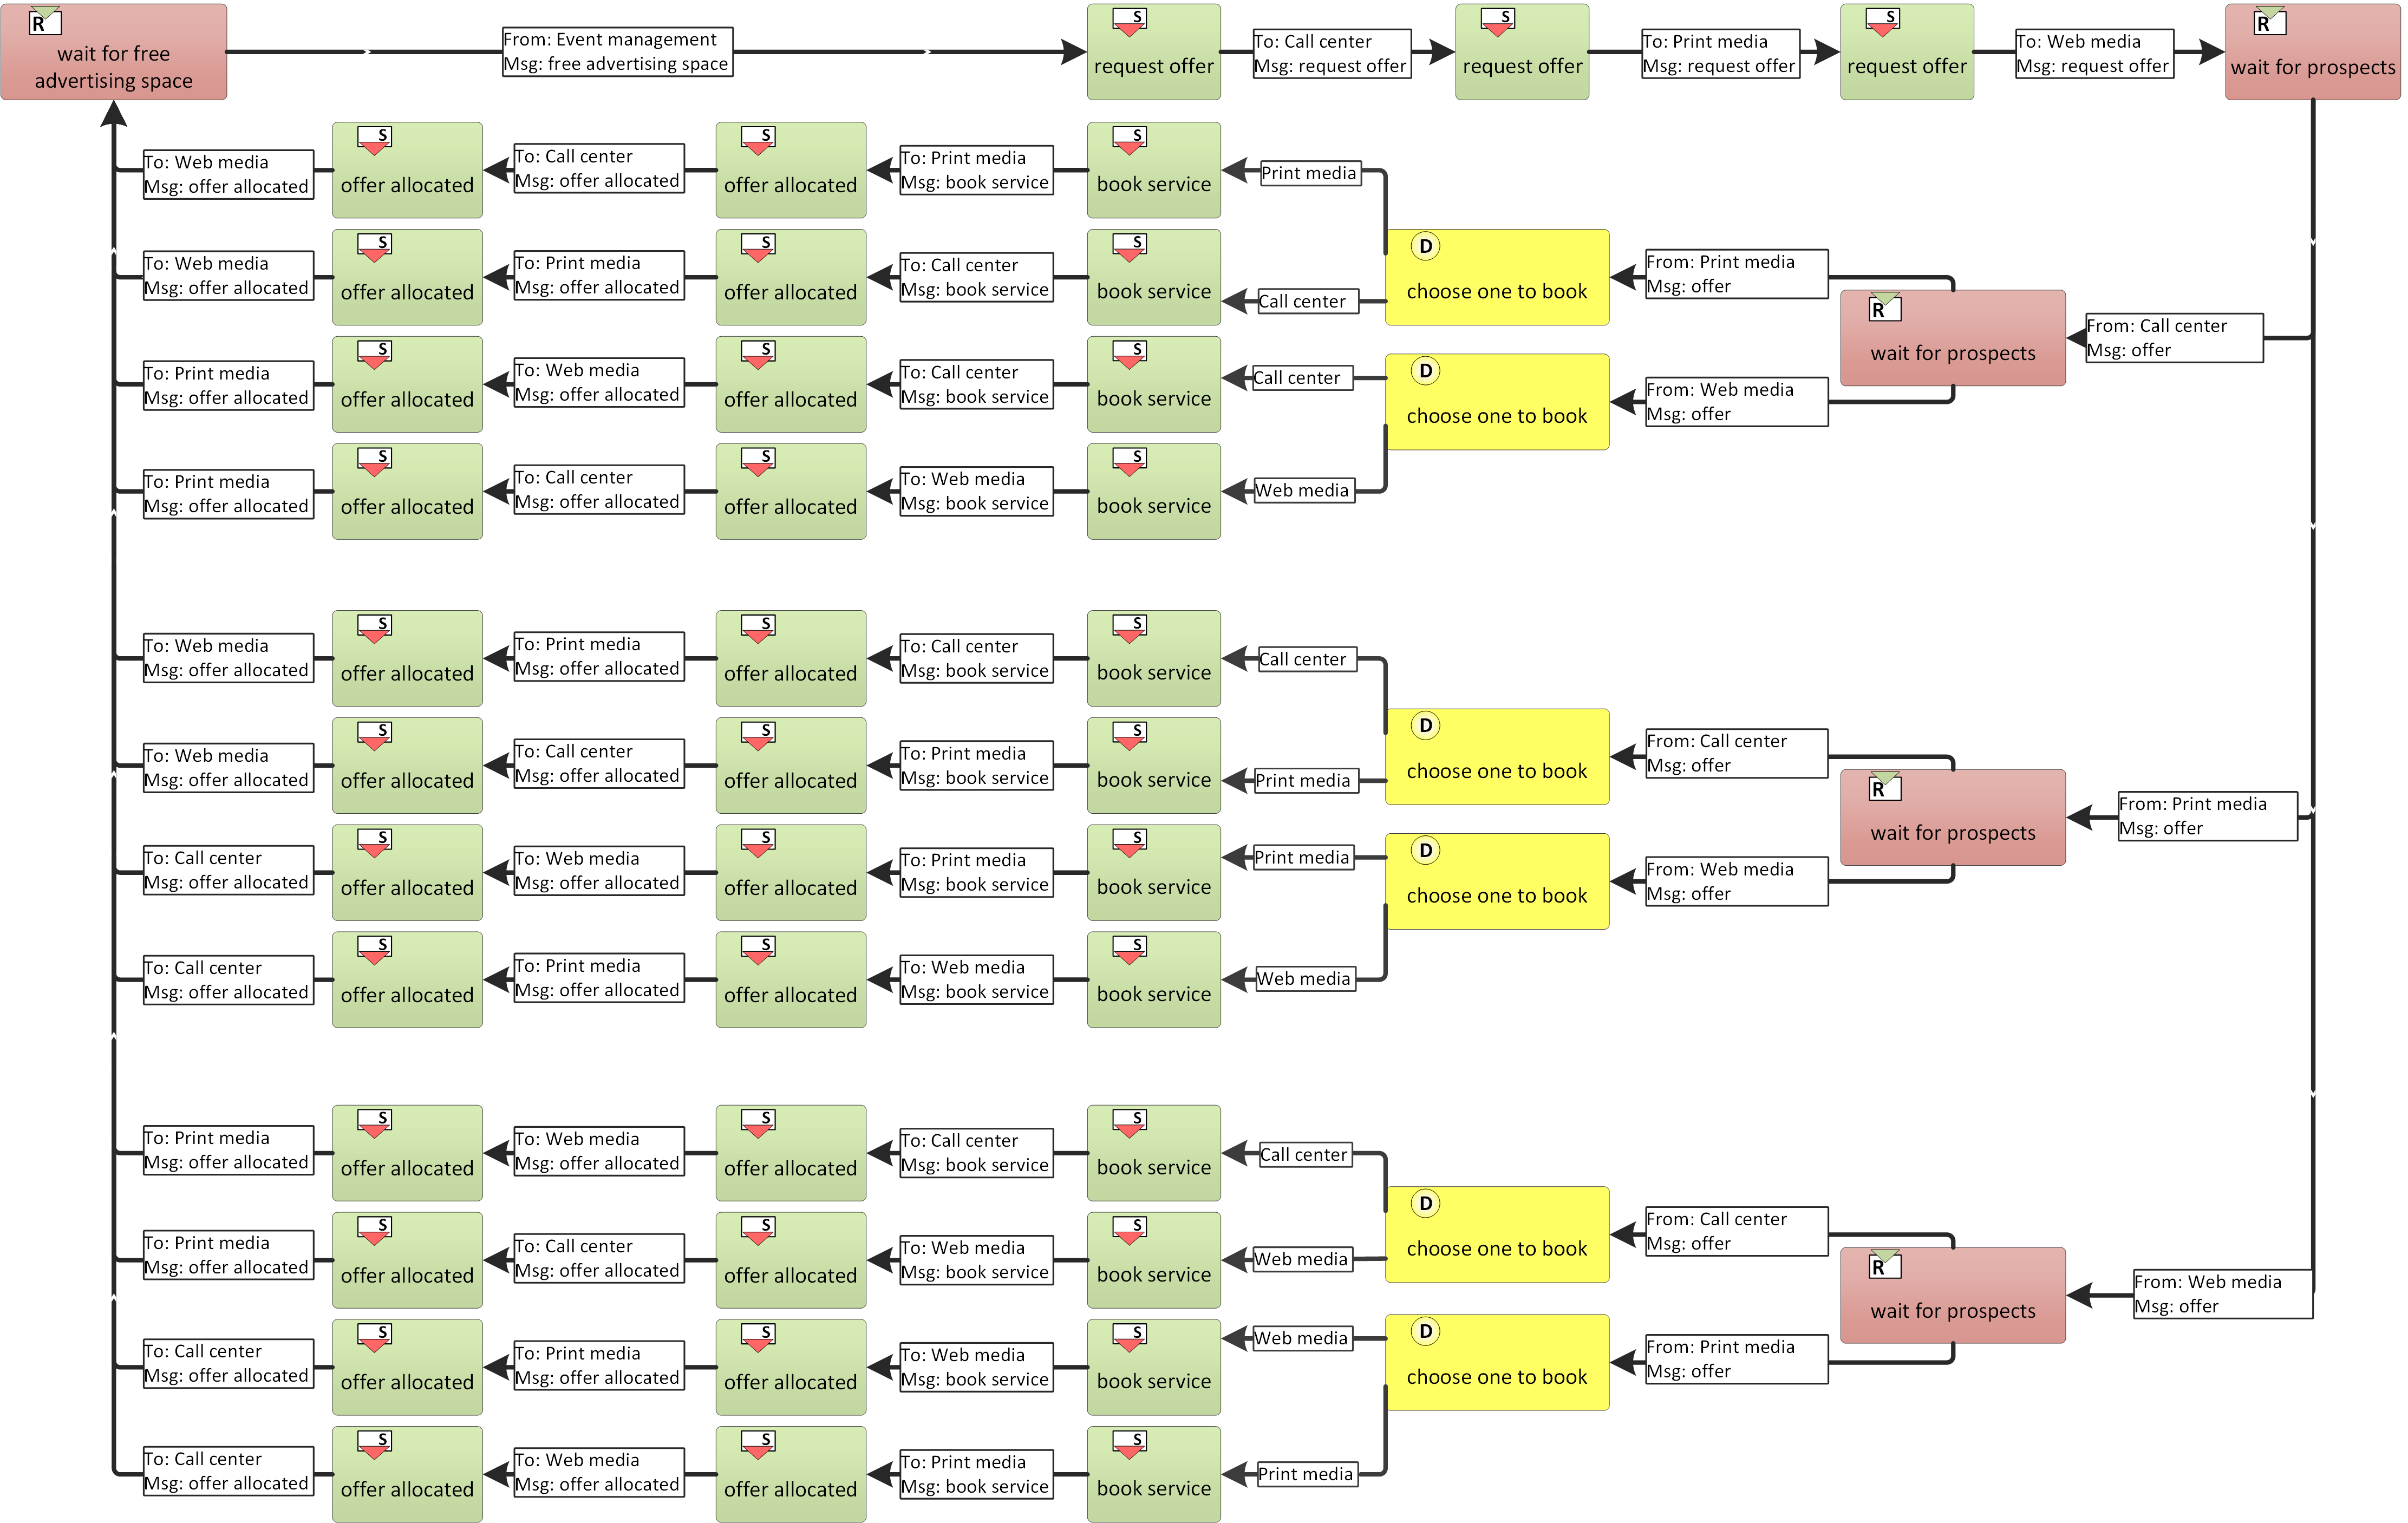 R
wait for free
advertising space
From: Event management
Msg: free advertising space
S
request offer
To: Call center
Msg: request offer
S
request offer
To: Print media
Msg: request offer
S
request offer
To: Web media
Msg: request offer
R
wait for prospects
To: Web media
Msg: offer allocated
S
offer allocated
To: Call center
Msg: offer allocated
S
offer allocated
To: Print media
Msg: book service
S
book service
Print media
To: Web media
Msg: offer allocated
S
offer allocated
To: Print media
Msg: offer allocated
S
offer allocated
To: Call center
Msg: book service
S
book service
Call center
D
choose one to book
From: Print media
Msg: offer
R
wait for prospects
From: Call center
Msg: offer
To: Print media
Msg: offer allocated
S
offer allocated
To: Web media
Msg: offer allocated
S
offer allocated
To: Call center
Msg: book service
S
book service
Call center
D
choose one to book
From: Web media
Msg: offer
To: Print media
Msg: offer allocated
S
offer allocated
To: Call center
Msg: offer allocated
S
offer allocated
To: Web media
Msg: book service
S
book service
Web media
To: Web media
Msg: offer allocated
S
offer allocated
To: Print media
Msg: offer allocated
S
offer allocated
To: Call center
Msg: book service
S
book service
Call center
To: Web media
Msg: offer allocated
S
offer allocated
To: Call center
Msg: offer allocated
S
offer allocated
To: Print media
Msg: book service
S
book service
Print media
D
choose one to book
From: Call center
Msg: offer
R
wait for prospects
From: Print media
Msg: offer
To: Call center
Msg: offer allocated
S
offer allocated
To: Web media
Msg: offer allocated
S
offer allocated
To: Print media
Msg: book service
S
book service
Print media
D
choose one to book
From: Web media
Msg: offer
To: Call center
Msg: offer allocated
S
offer allocated
To: Print media
Msg: offer allocated
S
offer allocated
To: Web media
Msg: book service
S
book service
Web media
To: Print media
Msg: offer allocated
S
offer allocated
To: Web media
Msg: offer allocated
S
offer allocated
To: Call center
Msg: book service
S
book service
Call center
To: Print media
Msg: offer allocated
S
offer allocated
To: Call center
Msg: offer allocated
S
offer allocated
To: Web media
Msg: book service
S
book service
Web media
D
choose one to book
From: Call center
Msg: offer
R
wait for prospects
From: Web media
Msg: offer
To: Call center
Msg: offer allocated
S
offer allocated
To: Print media
Msg: offer allocated
S
offer allocated
To: Web media
Msg: book service
S
book service
Web media
D
choose one to book
From: Print media
Msg: offer
To: Call center
Msg: offer allocated
S
offer allocated
To: Web media
Msg: offer allocated
S
offer allocated
To: Print media
Msg: book service
S
book service
Print media